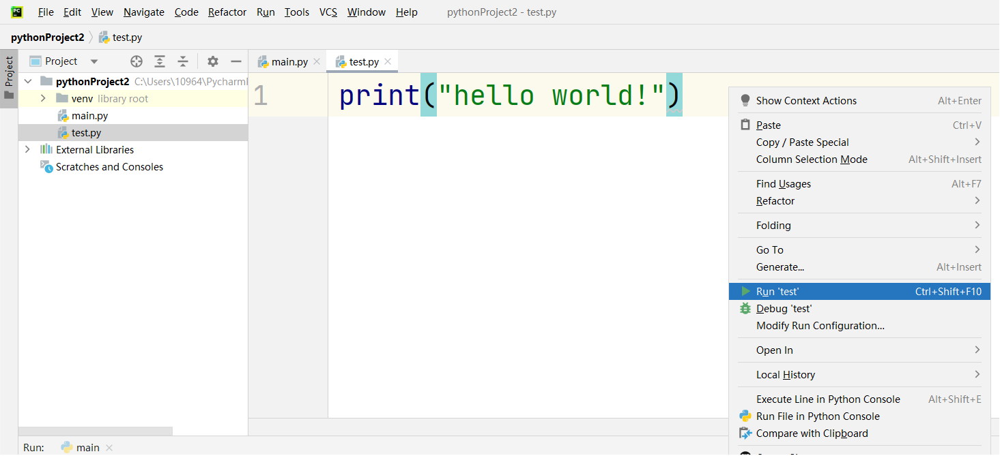 PC
File Edit View Navigate Code Refactor Run Tools VCS Window Help pythonProject2 - test.py
pythonProject2 test.py
Project
Project
main.py
test.py
pythonProject2 C:\Users\10964\Pycharm
venv library root
main.py
test.py
External Libraries
Scratches and Consoles
1
print("hello world!")
Show Context Actions Alt+Enter
Paste Ctrl+V
Copy / Paste Special
Column Selection Mode Alt+Shift+Insert
Find Usages Alt+F7
Refactor
Folding
Go To
Generate... Alt+Insert
Run 'test' Ctrl+Shift+F10
Debug 'test'
Modify Run Configuration...
Open In
Local History
Execute Line in Python Console Alt+Shift+E
Run File in Python Console
Compare with Clipboard
Run: main